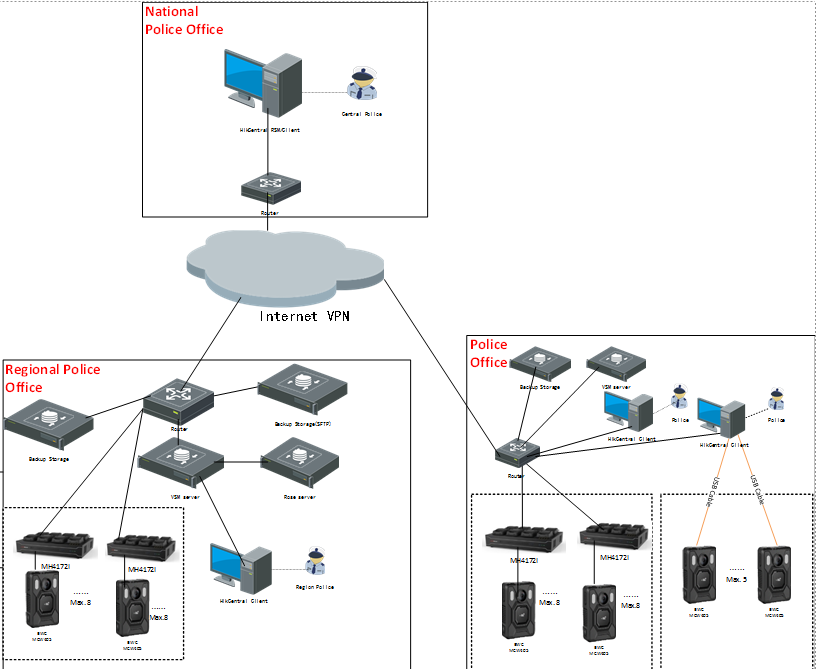 National
Police Office
HikCentral RSM/Client
Central Police
Router
Internet VPN
Regional Police
Office
Backup Storage
Router
Backup Storage(SFTP)
VSM server
Rose server
MH4172I
MH4172I
......
Max.8
......
Max.8
HikCentral Client
Region Police
Police
Office
Backup Storage
VSM server
HikCentral Client
Police
HikCentral Client
Police
Router
USB Cable
USB Cable
MH4172I
MH4172I
......
Max.8
......
Max.8
......
Max.5